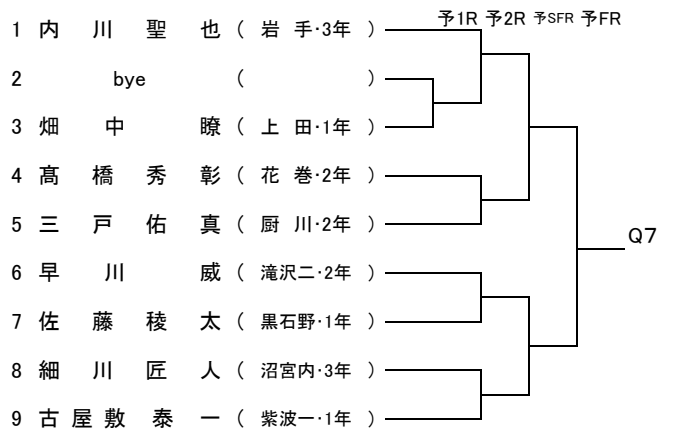 予1R 予2R 予SFR 予FR
1 内川聖也 ( 岩手・3年 )
2 bye ( )
3 畑中瞭 ( 上田・1年 )
4 髙橋秀彰 ( 花巻・2年 )
5 三戸佑真 ( 厨川・2年 )
Q7
6 早川威 ( 滝沢二・2年 )
7 佐藤稜太 ( 黒石野・1年 )
8 細川匠人 ( 沼宮内・3年 )
9 古屋敷泰一 ( 紫波一・1年 )